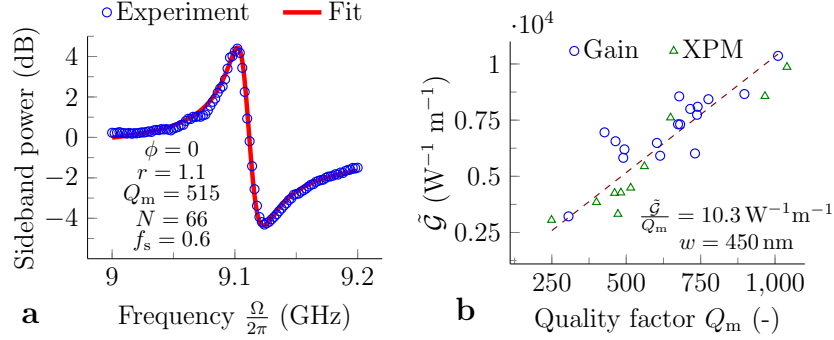 Experiment Fit
Sideband power (dB)
4
2
0
−2
−4
ϕ = 0
r = 1.1
Qm = 515
N = 66
fs = 0.6
9 9.1 9.2
a Frequency Ω/2π (GHz)
·10⁴
Gain XPM
G̃ (W⁻¹ m⁻¹)
1
0.75
0.5
0.25
G̃/Qm = 10.3 W⁻¹m⁻¹
w = 450 nm
250 500 750 1,000
b Quality factor Qm (-)